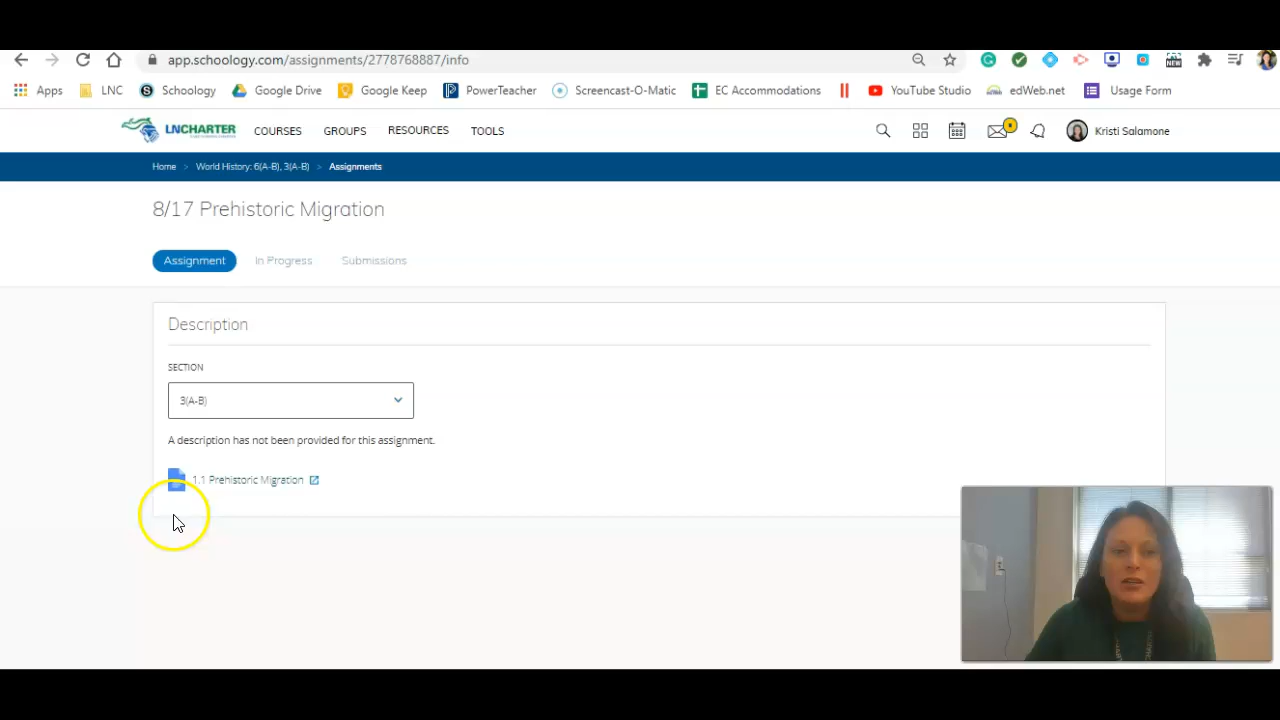 app.schoology.com/assignments/2778768887/info
Apps LNC Schoology Google Drive Google Keep PowerTeacher Screencast-O-Matic EC Accommodations YouTube Studio edWeb.net Usage Form
LNCHARTER COURSES GROUPS RESOURCES TOOLS 8 Kristi Salamone
Home > World History: 6(A-B), 3(A-B) > Assignments
8/17 Prehistoric Migration
Assignment In Progress Submissions
Description
SECTION
3(A-B)
A description has not been provided for this assignment.
1.1 Prehistoric Migration